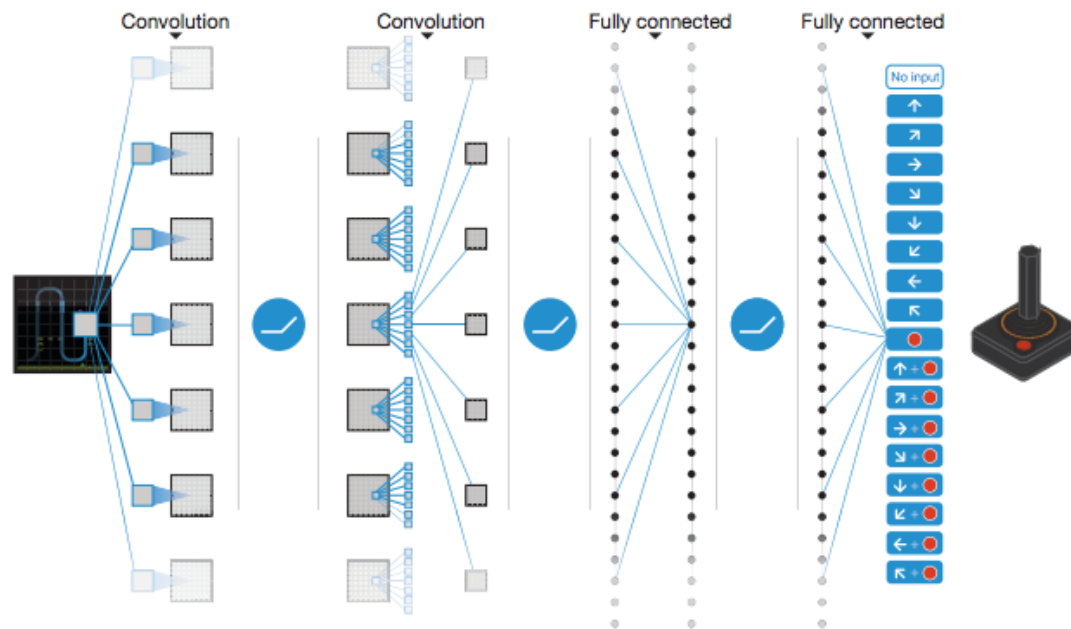 Convolution
Convolution
Fully connected
Fully connected
No input
+
+
+
+
+
+
+
+